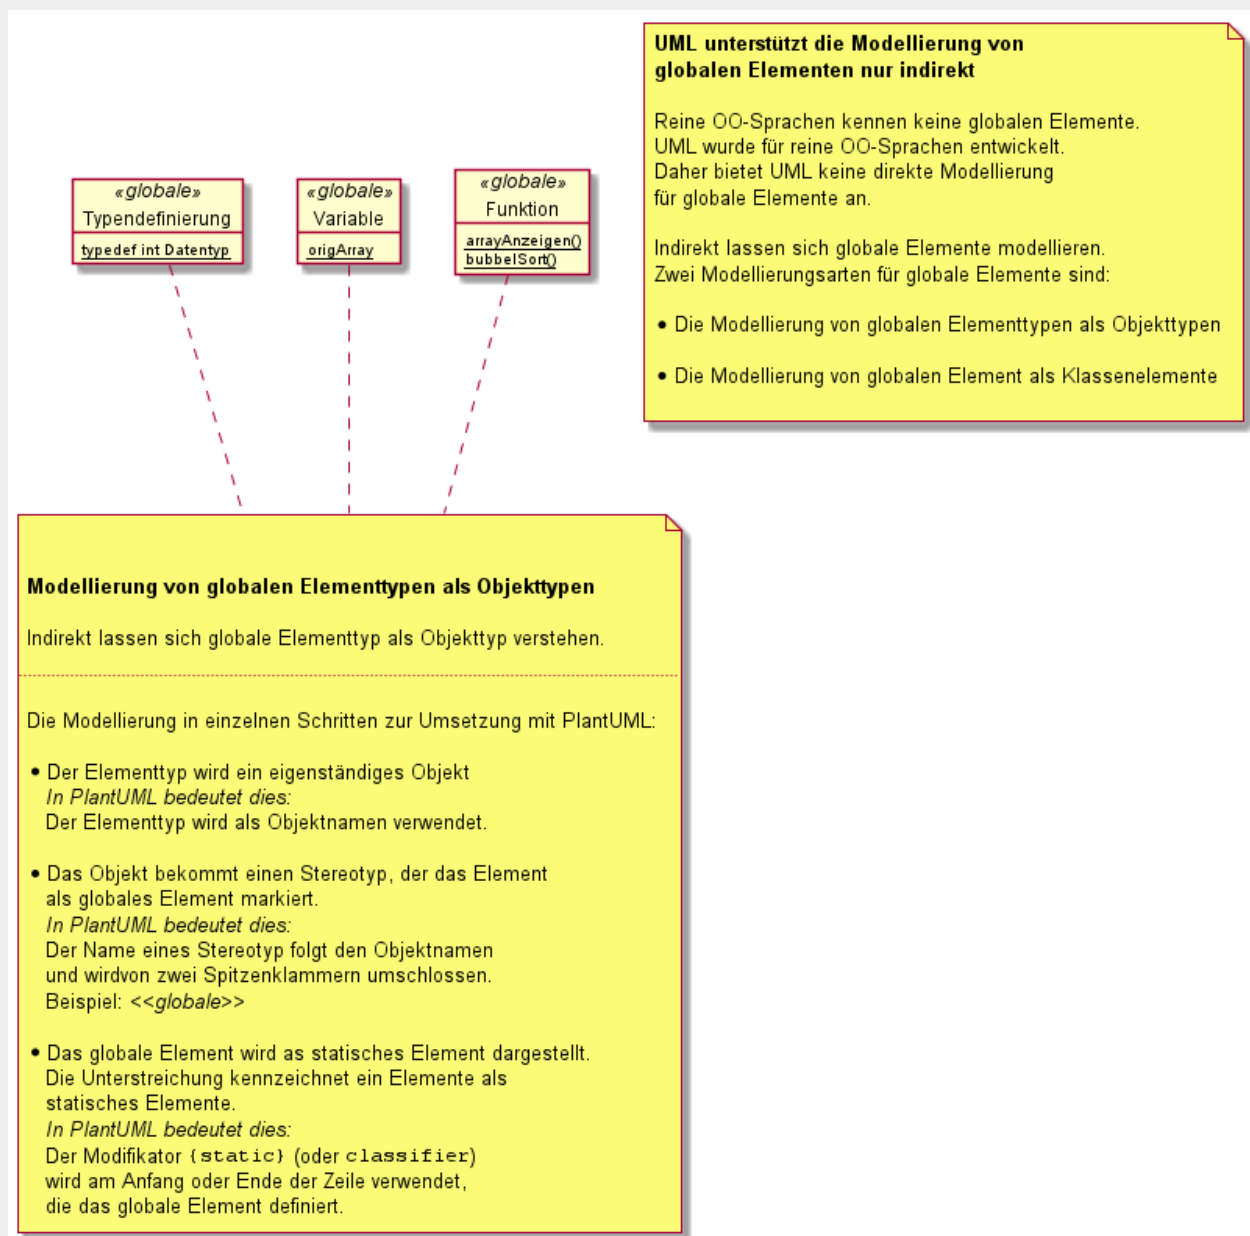 «globale»
Typendefinierung
typedef int Datentyp
«globale»
Variable
origArray
«globale»
Funktion
arrayAnzeigen()
bubbelSort()
UML unterstützt die Modellierung von
globalen Elementen nur indirekt
Reine OO-Sprachen kennen keine globalen Elemente.
UML wurde für reine OO-Sprachen entwickelt.
Daher bietet UML keine direkte Modellierung
für globale Elemente an.
Indirekt lassen sich globale Elemente modellieren.
Zwei Modellierungsarten für globale Elemente sind:
• Die Modellierung von globalen Elementtypen als Objekttypen
• Die Modellierung von globalen Element als Klassenelemente
Modellierung von globalen Elementtypen als Objekttypen
Indirekt lassen sich globale Elementtyp als Objekttyp verstehen.
Die Modellierung in einzelnen Schritten zur Umsetzung mit PlantUML:
• Der Elementtyp wird ein eigenständiges Objekt
In PlantUML bedeutet dies:
Der Elementtyp wird als Objektnamen verwendet.
• Das Objekt bekommt einen Stereotyp, der das Element
als globales Element markiert.
In PlantUML bedeutet dies:
Der Name eines Stereotyp folgt den Objektnamen
und wirdvon zwei Spitzenklammern umschlossen.
Beispiel: <<globale>>
• Das globale Element wird as statisches Element dargestellt.
Die Unterstreichung kennzeichnet ein Elemente als
statisches Elemente.
In PlantUML bedeutet dies:
Der Modifikator {static} (oder classifier)
wird am Anfang oder Ende der Zeile verwendet,
die das globale Element definiert.